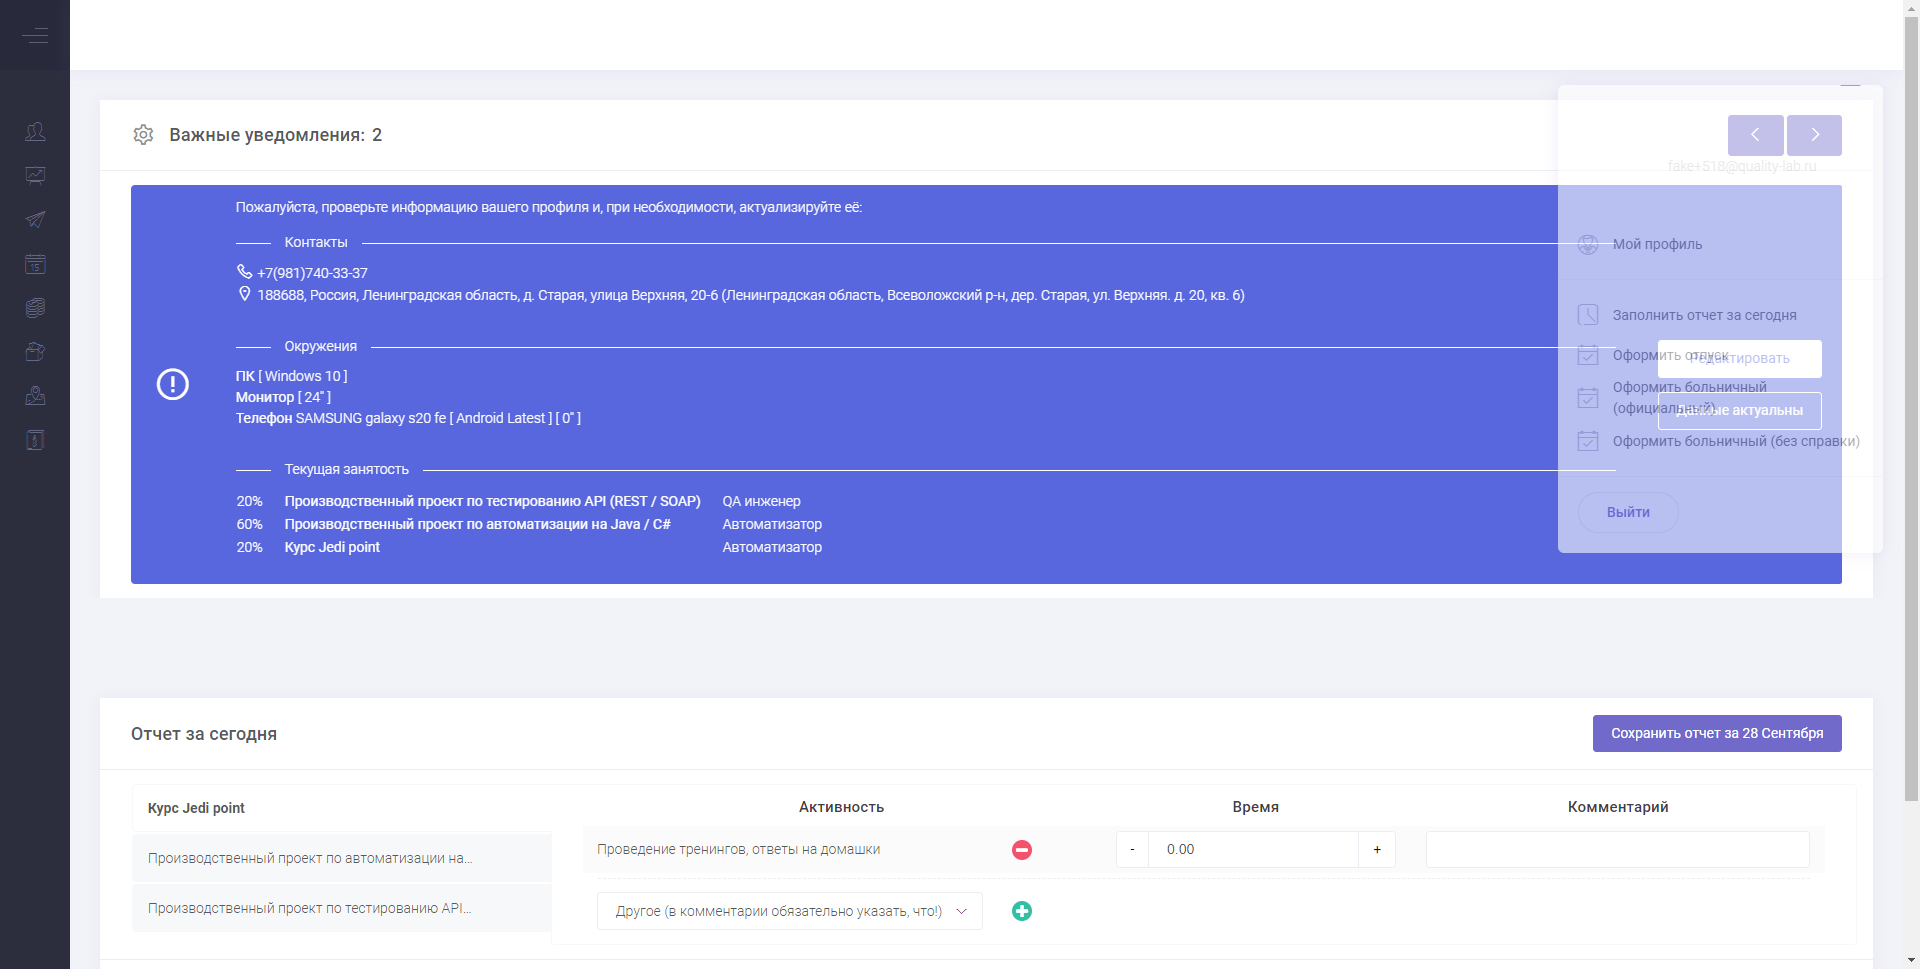 Важные уведомления: 2
fake+518@quality-lab.ru
Пожалуйста, проверьте информацию вашего профиля и, при необходимости, актуализируйте её:
Контакты
Мой профиль
+7(981)740-33-37
188688, Россия, Ленинградская область, д. Старая, улица Верхняя, 20-6 (Ленинградская область, Всеволожский р-н, дер. Старая, ул. Верхняя. д. 20, кв. 6)
Заполнить отчет за сегодня
Окружения
Оформить отпуск
Редактировать
ПК [ Windows 10 ]
Монитор [ 24" ]
Телефон SAMSUNG galaxy s20 fe [ Android Latest ] [ 0" ]
Оформить больничный
(официальный)
Данные актуальны
Оформить больничный (без справки)
Текущая занятость
20% Производственный проект по тестированию API (REST / SOAP) QA инженер
60% Производственный проект по автоматизации на Java / C# Автоматизатор
20% Курс Jedi point Автоматизатор
Выйти
Отчет за сегодня
Сохранить отчет за 28 Сентября
Курс Jedi point
Производственный проект по автоматизации на...
Производственный проект по тестированию API...
Активность Время Комментарий
Проведение тренингов, ответы на домашки - 0.00 +
Другое (в комментарии обязательно указать, что!)